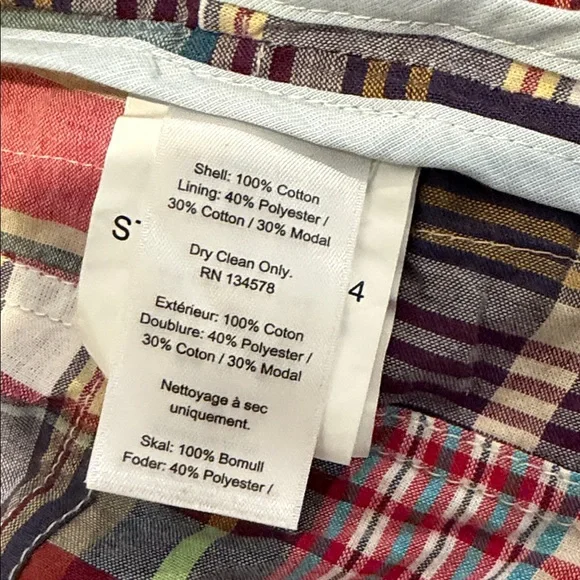 Shell: 100% Cotton
Lining: 40% Polyester /
30% Cotton / 30% Modal
Dry Clean Only.
RN 134578
Extérieur: 100% Coton
Doublure: 40% Polyester /
30% Coton / 30% Modal
Nettoyage à sec
uniquement.
Skal: 100% Bomull
Foder: 40% Polyester /
4